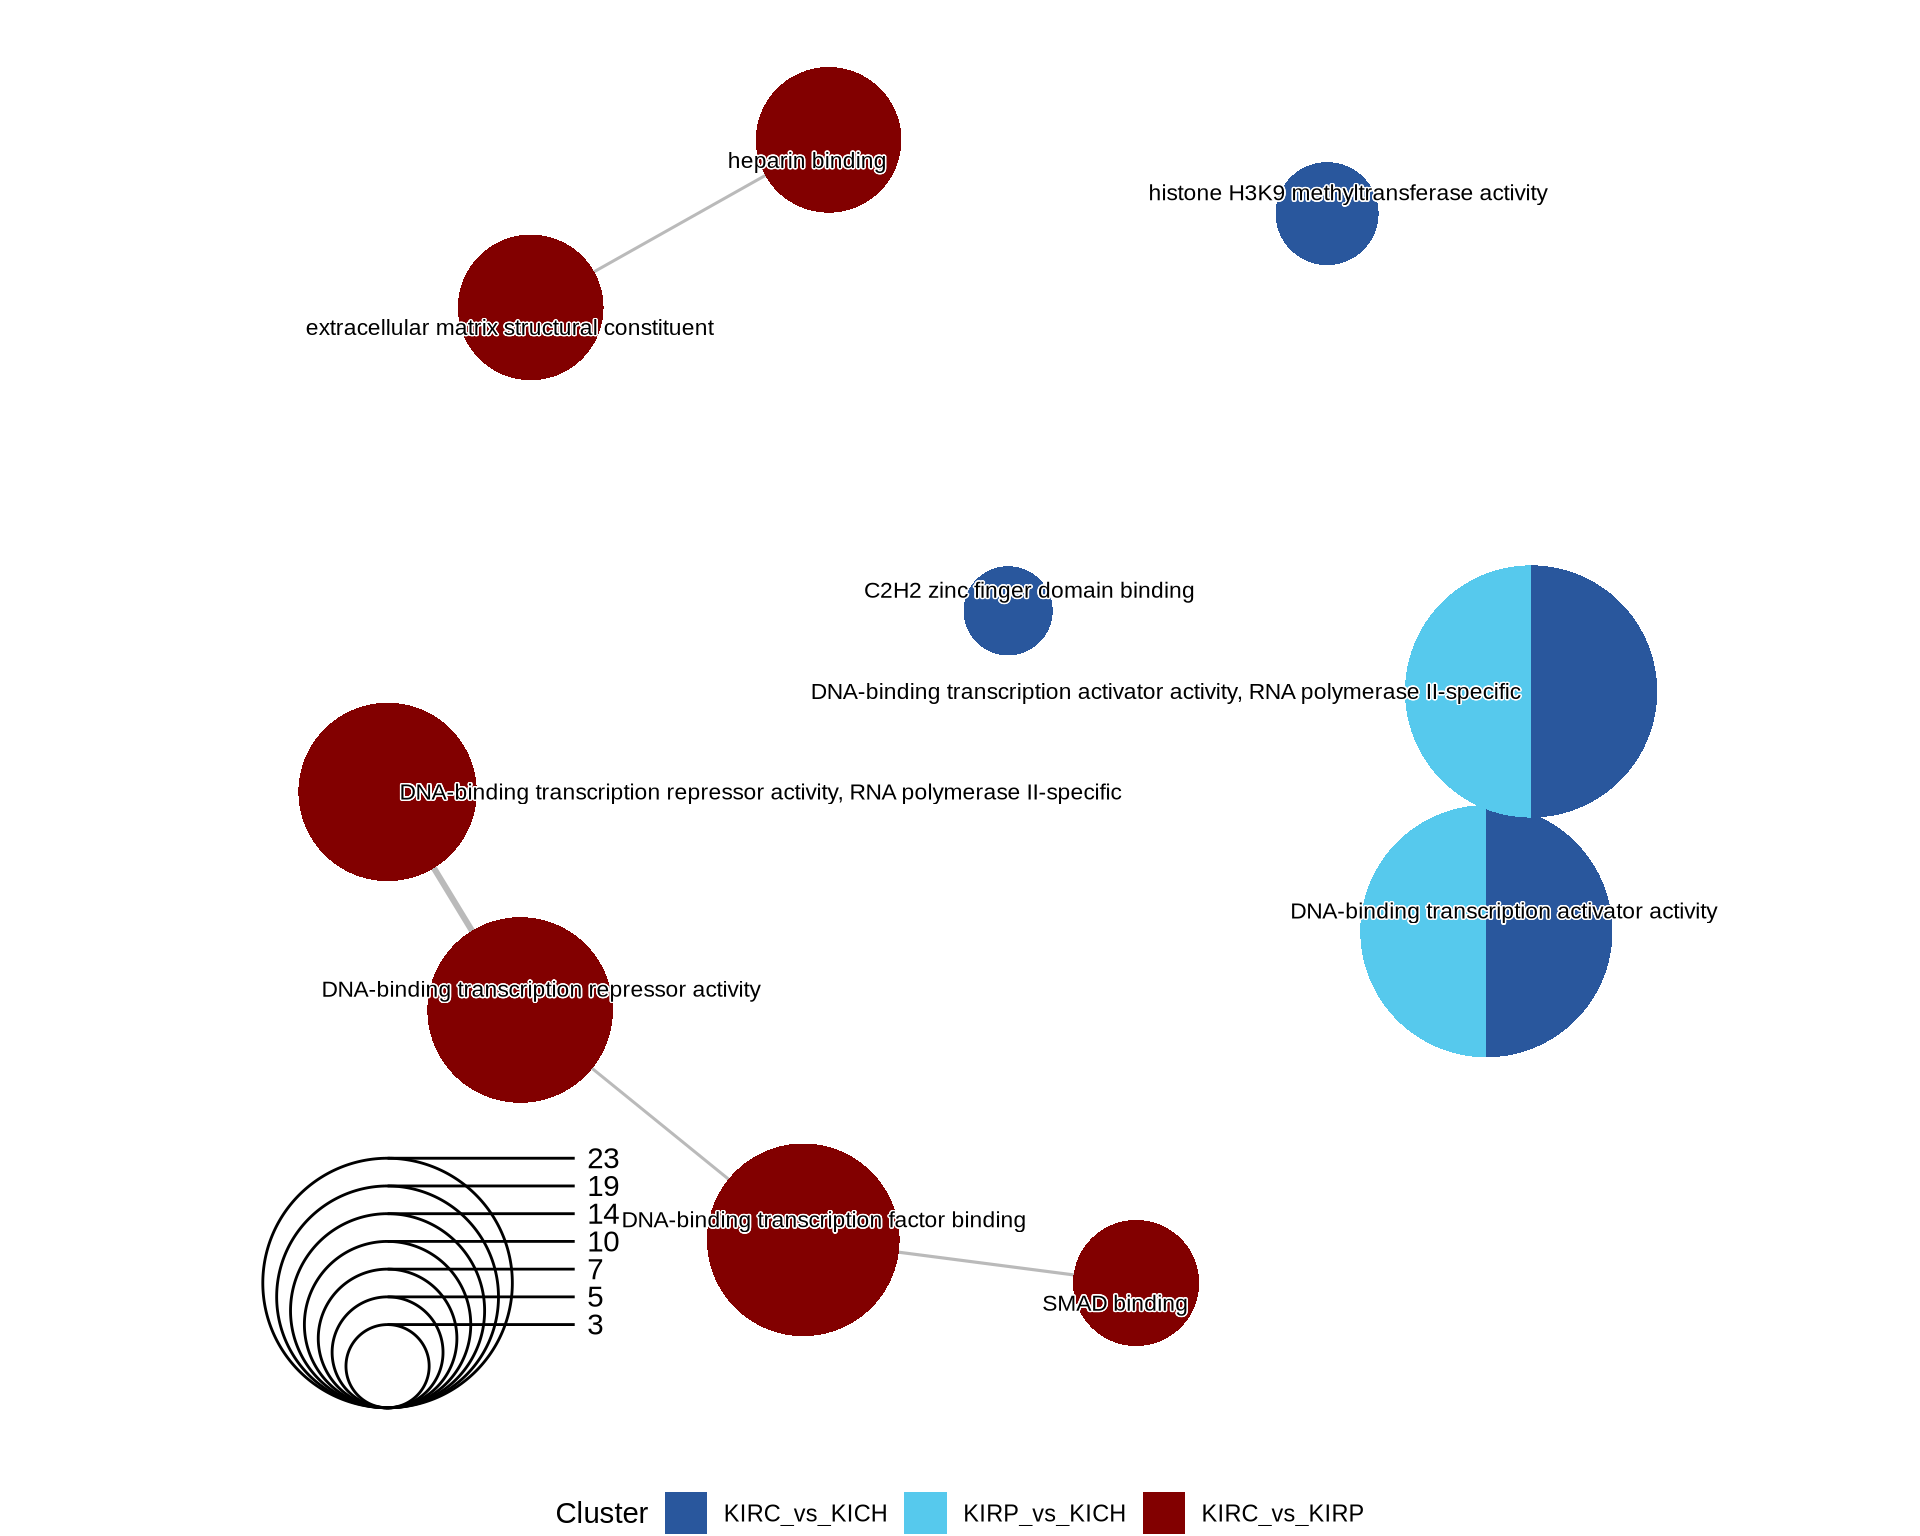 heparin binding
histone H3K9 methyltransferase activity
extracellular matrix structural constituent
C2H2 zinc finger domain binding
DNA-binding transcription activator activity, RNA polymerase II-specific
DNA-binding transcription repressor activity, RNA polymerase II-specific
DNA-binding transcription activator activity
DNA-binding transcription repressor activity
23
19
14
DNA-binding transcription factor binding
10
7
5
SMAD binding
3
Cluster KIRC_vs_KICH KIRP_vs_KICH KIRC_vs_KIRP